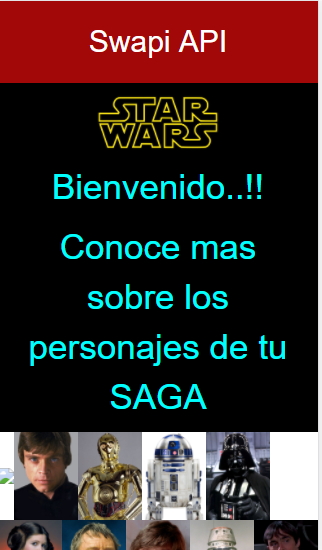 Swapi API
STAR
WARS
Bienvenido..!!
Conoce mas
sobre los
personajes de tu
SAGA